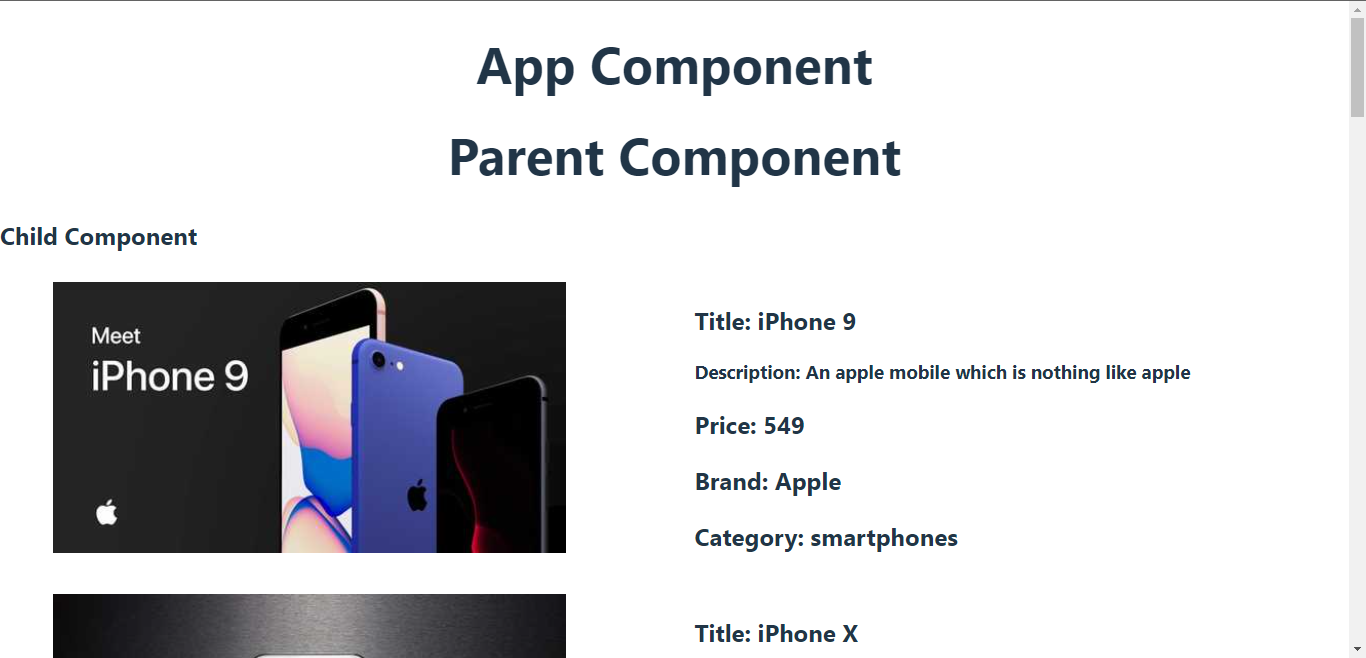 App Component
Parent Component
Child Component
Meet
iPhone 9
Title: iPhone 9
Description: An apple mobile which is nothing like apple
Price: 549
Brand: Apple
Category: smartphones
Title: iPhone X